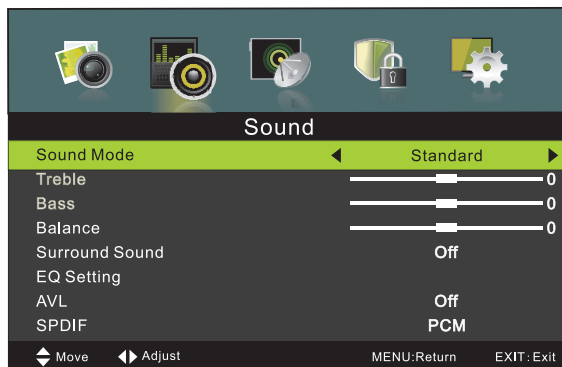 Sound
Sound Mode Standard
Treble 0
Bass 0
Balance 0
Surround Sound Off
EQ Setting
AVL Off
SPDIF PCM
Move Adjust MENU:Return EXIT:Exit